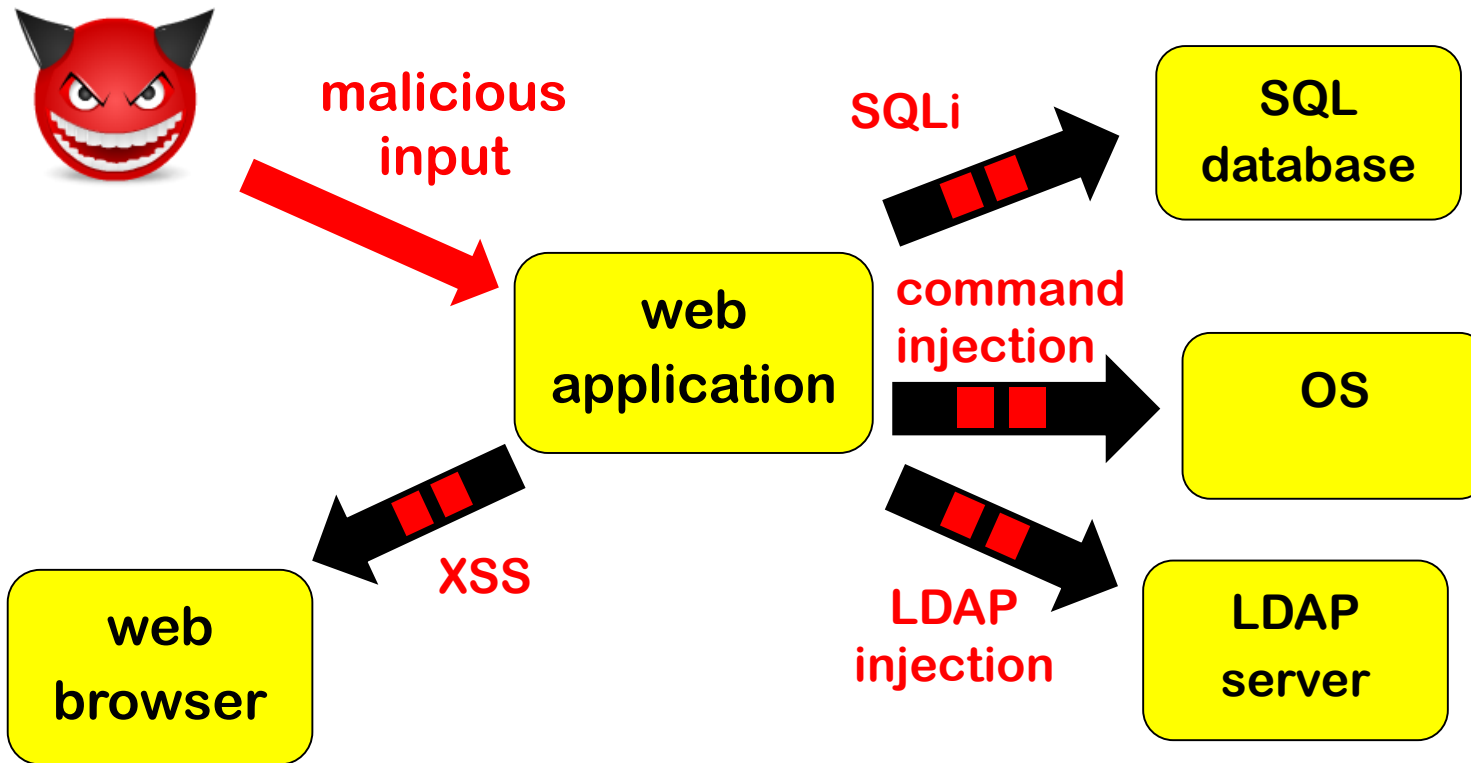 malicious
input
SQLi
SQL
database
web
application
command
injection
OS
XSS
LDAP
injection
LDAP
server
web
browser